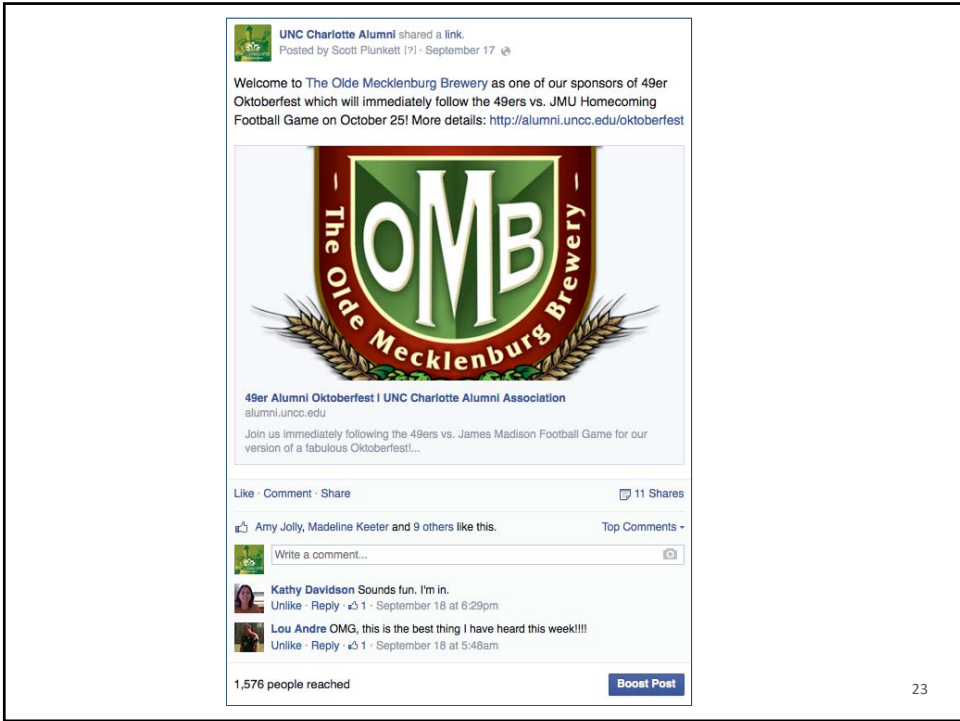 UNC Charlotte Alumni shared a link.
Posted by Scott Plunkett [?] · September 17
Welcome to The Olde Mecklenburg Brewery as one of our sponsors of 49er
Oktoberfest which will immediately follow the 49ers vs. JMU Homecoming
Football Game on October 25! More details: http://alumni.uncc.edu/oktoberfest
- The Olde Mecklenburg Brewery -
OMB
49er Alumni Oktoberfest | UNC Charlotte Alumni Association
alumni.uncc.edu
Join us immediately following the 49ers vs. James Madison Football Game for our
version of a fabulous Oktoberfest!...
Like · Comment · Share 11 Shares
Amy Jolly, Madeline Keeter and 9 others like this. Top Comments
Write a comment...
Kathy Davidson Sounds fun. I'm in.
Unlike · Reply · 1 · September 18 at 6:29pm
Lou Andre OMG, this is the best thing I have heard this week!!!!
Unlike · Reply · 1 · September 18 at 5:48am
1,576 people reached Boost Post
23